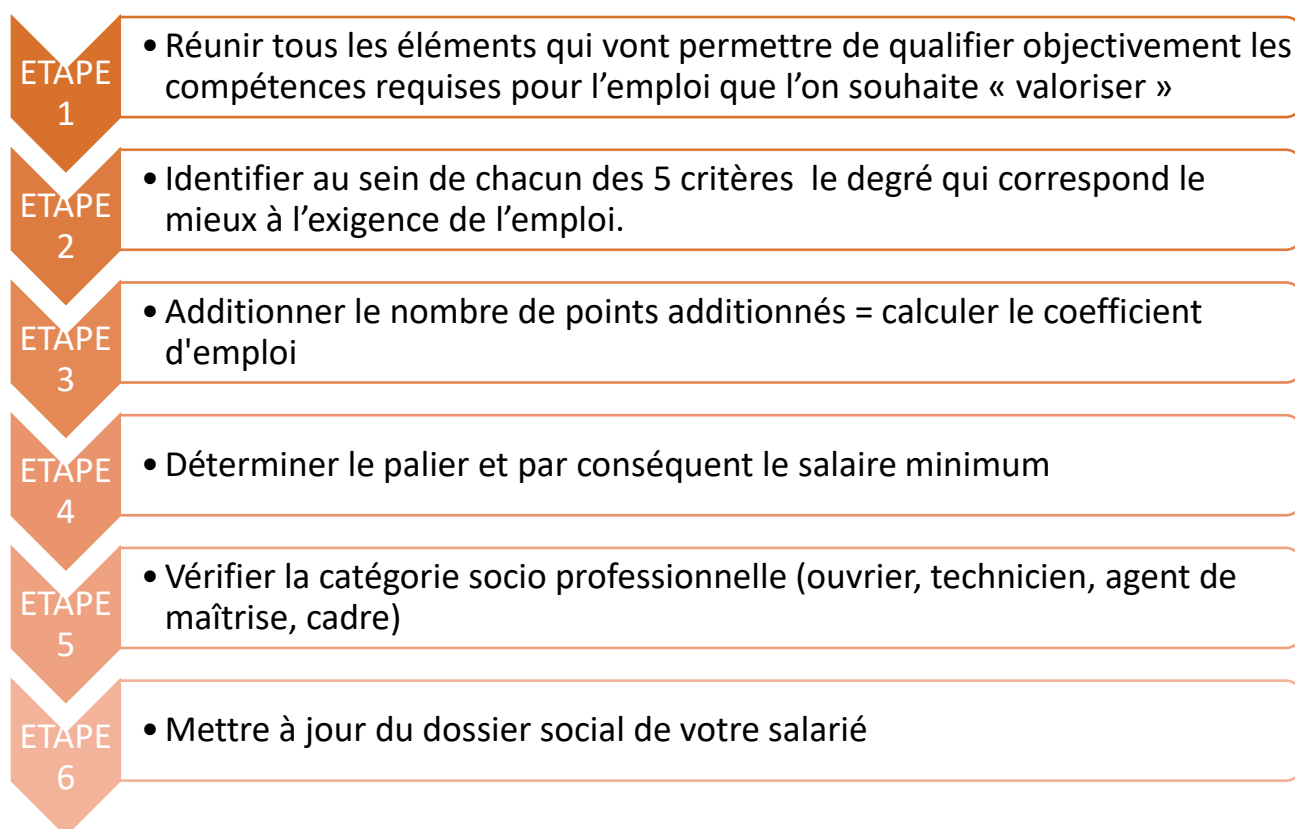 ETAPE
1
• Réunir tous les éléments qui vont permettre de qualifier objectivement les
compétences requises pour l’emploi que l’on souhaite « valoriser »
ETAPE
2
• Identifier au sein de chacun des 5 critères  le degré qui correspond le
mieux à l’exigence de l’emploi.
ETAPE
3
• Additionner le nombre de points additionnés = calculer le coefficient
d'emploi
ETAPE
4
• Déterminer le palier et par conséquent le salaire minimum
ETAPE
5
• Vérifier la catégorie socio professionnelle (ouvrier, technicien, agent de
maîtrise, cadre)
ETAPE
6
• Mettre à jour du dossier social de votre salarié